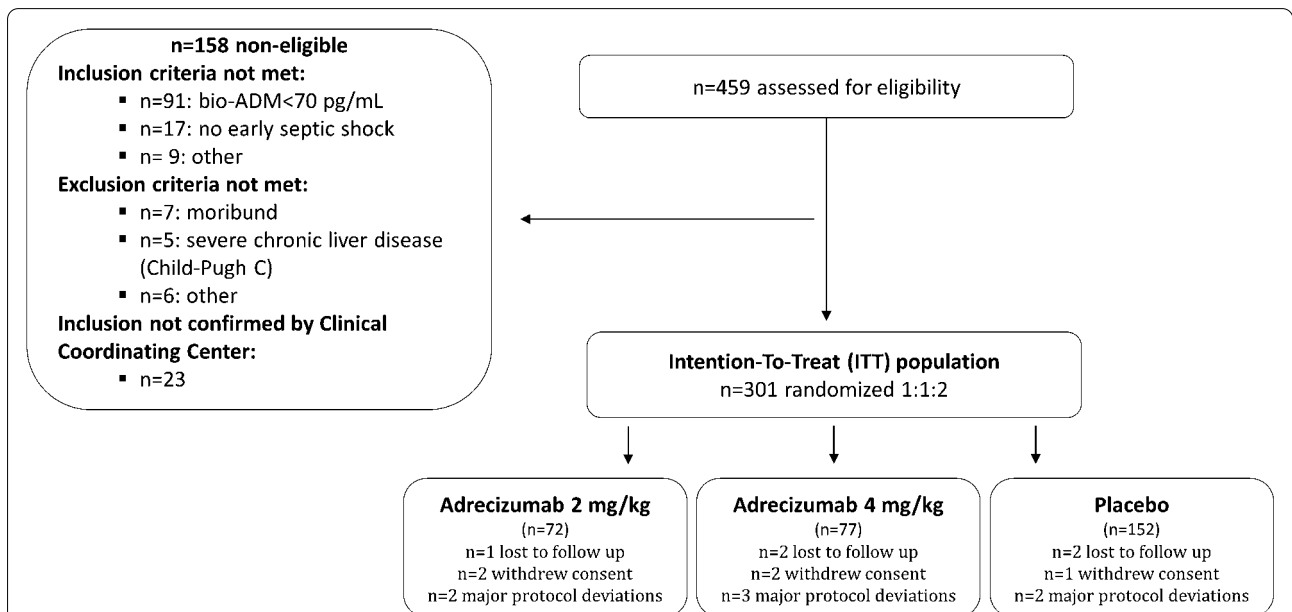 n=158 non-eligible
Inclusion criteria not met:
▪ n=91: bio-ADM<70 pg/mL
▪ n=17: no early septic shock
▪ n= 9: other
Exclusion criteria not met:
▪ n=7: moribund
▪ n=5: severe chronic liver disease
(Child-Pugh C)
▪ n=6: other
Inclusion not confirmed by Clinical
Coordinating Center:
▪ n=23
n=459 assessed for eligibility
Intention-To-Treat (ITT) population
n=301 randomized 1:1:2
Adrecizumab 2 mg/kg
(n=72)
n=1 lost to follow up
n=2 withdrew consent
n=2 major protocol deviations
Adrecizumab 4 mg/kg
(n=77)
n=2 lost to follow up
n=2 withdrew consent
n=3 major protocol deviations
Placebo
(n=152)
n=2 lost to follow up
n=1 withdrew consent
n=2 major protocol deviations